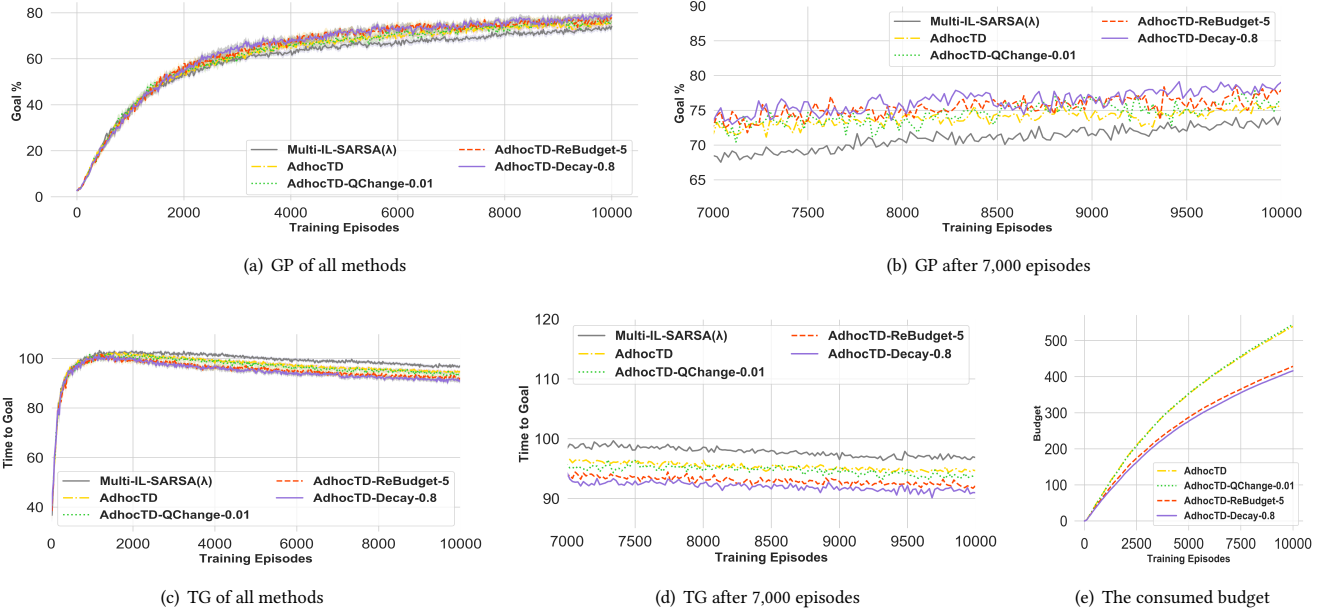 80
60
40
20
0
Goal %
0
2000
4000
6000
8000
10000
Training Episodes
Multi-IL-SARSA(λ)
AdhocTD
AdhocTD-QChange-0.01
AdhocTD-ReBudget-5
AdhocTD-Decay-0.8
(a) GP of all methods
90
85
80
75
70
65
Goal %
7000
7500
8000
8500
9000
9500
10000
Training Episodes
Multi-IL-SARSA(λ)
AdhocTD
AdhocTD-QChange-0.01
AdhocTD-ReBudget-5
AdhocTD-Decay-0.8
(b) GP after 7,000 episodes
100
80
60
40
Time to Goal
0
2000
4000
6000
8000
10000
Training Episodes
Multi-IL-SARSA(λ)
AdhocTD
AdhocTD-QChange-0.01
AdhocTD-ReBudget-5
AdhocTD-Decay-0.8
(c) TG of all methods
120
110
100
90
Time to Goal
7000
7500
8000
8500
9000
9500
10000
Training Episodes
Multi-IL-SARSA(λ)
AdhocTD
AdhocTD-QChange-0.01
AdhocTD-ReBudget-5
AdhocTD-Decay-0.8
(d) TG after 7,000 episodes
500
400
300
200
100
0
Budget
0
2500
5000
7500
10000
Training Episodes
AdhocTD
AdhocTD-QChange-0.01
AdhocTD-ReBudget-5
AdhocTD-Decay-0.8
(e) The consumed budget